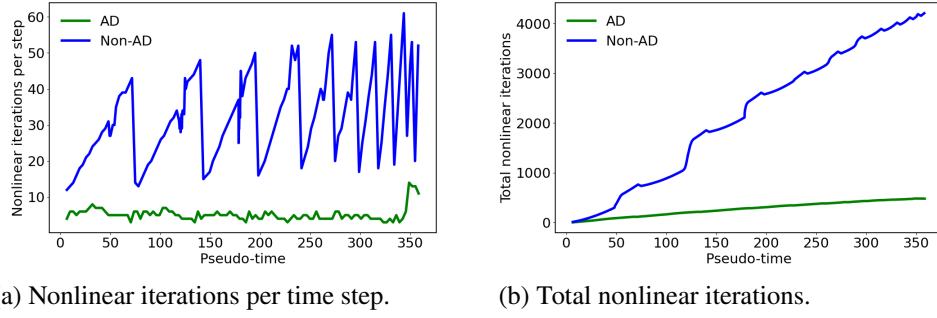 AD
Non-AD
Nonlinear iterations per step
60
50
40
30
20
10
0 50 100 150 200 250 300 350
Pseudo-time
a) Nonlinear iterations per time step.
AD
Non-AD
Total nonlinear iterations
4000
3000
2000
1000
0
0 50 100 150 200 250 300 350
Pseudo-time
(b) Total nonlinear iterations.